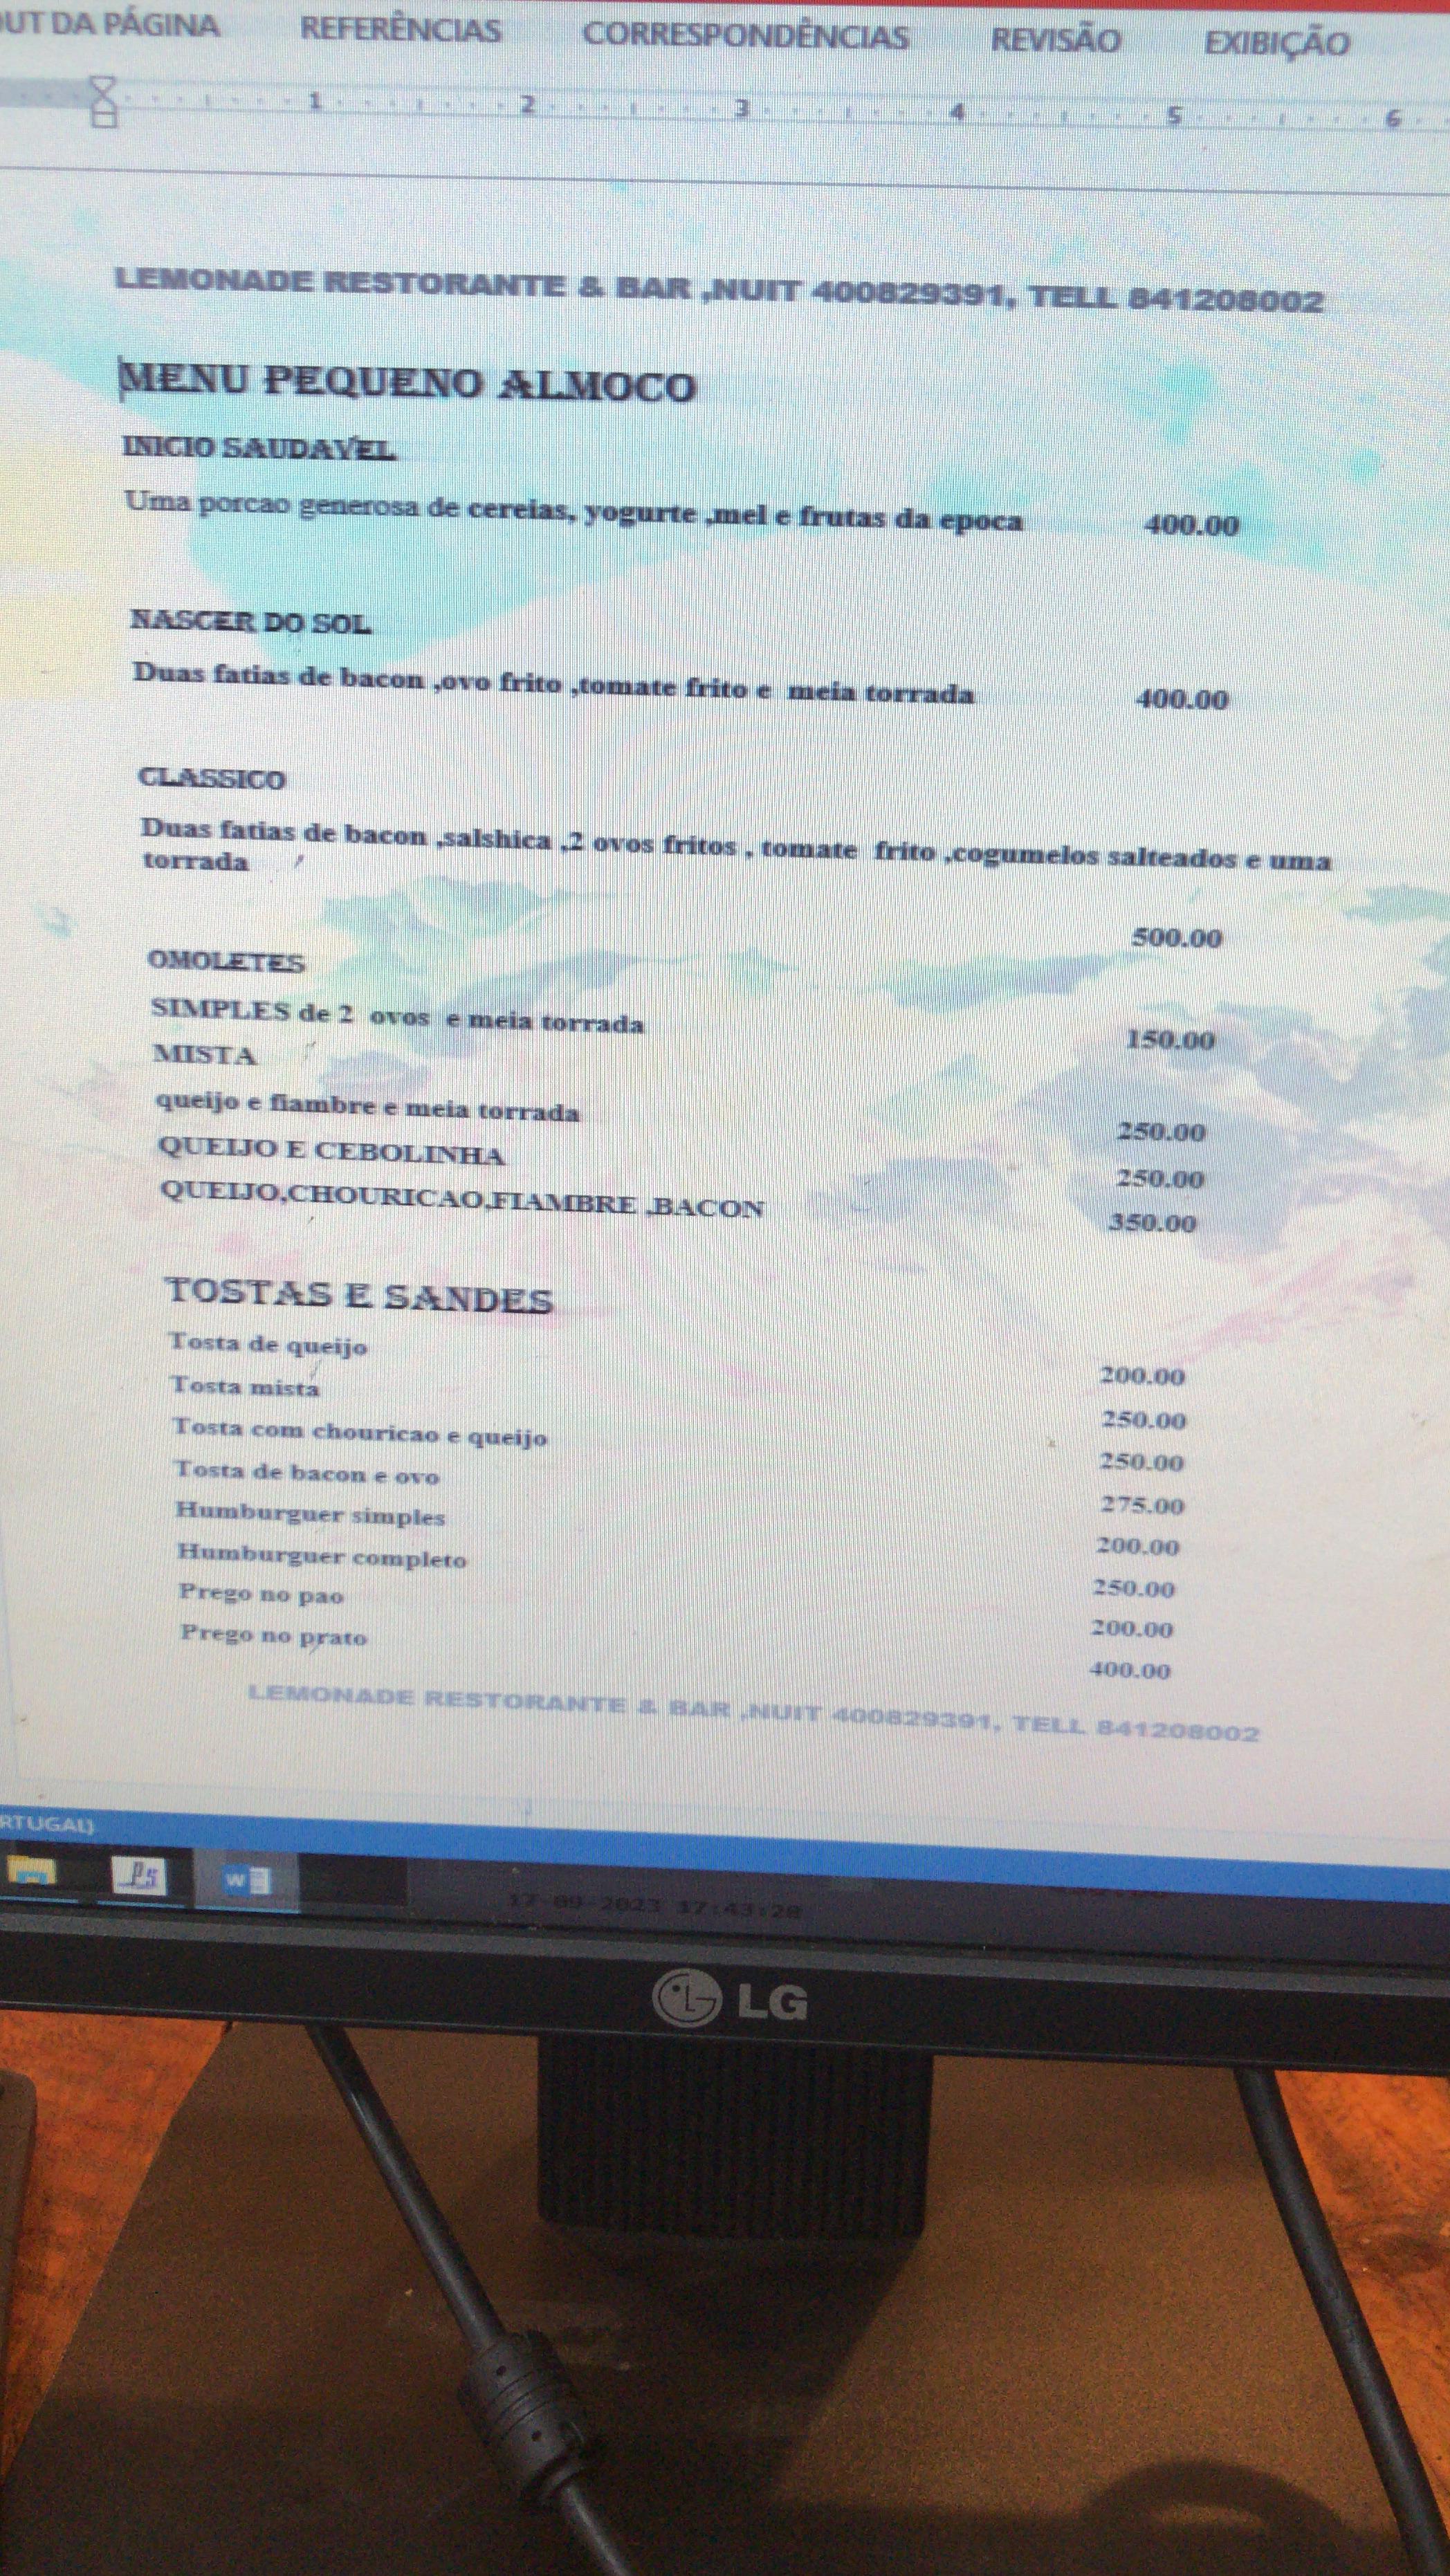 UT DA PÁGINA REFERÊNCIAS CORRESPONDÊNCIAS REVISÃO EXIBIÇÃO
1 2 3 4 5 6
LEMONADE RESTORANTE & BAR ,NUIT 400829391, TELL 841208002
MENU PEQUENO ALMOCO
INICIO SAUDAVEL
Uma porcao generosa de cereias, yogurte ,mel e frutas da epoca 400.00
NASCER DO SOL
Duas fatias de bacon ,ovo frito ,tomate frito e meia torrada 400.00
CLASSICO
Duas fatias de bacon ,salshica ,2 ovos fritos , tomate frito ,cogumelos salteados e uma
torrada
500.00
OMOLETES
SIMPLES de 2 ovos e meia torrada 150.00
MISTA
queijo e fiambre e meia torrada 250.00
QUEIJO E CEBOLINHA 250.00
QUEIJO,CHOURICAO,FIAMBRE ,BACON 350.00
TOSTAS E SANDES
Tosta de queijo 200.00
Tosta mista 250.00
Tosta com chouricao e queijo 250.00
Tosta de bacon e ovo 275.00
Humburguer simples 200.00
Humburguer completo 250.00
Prego no pao 200.00
Prego no prato 400.00
LEMONADE RESTORANTE & BAR ,NUIT 400829391, TELL 841208002
RTUGAL)
Ps W
17-09-2023 17:43:28
LG